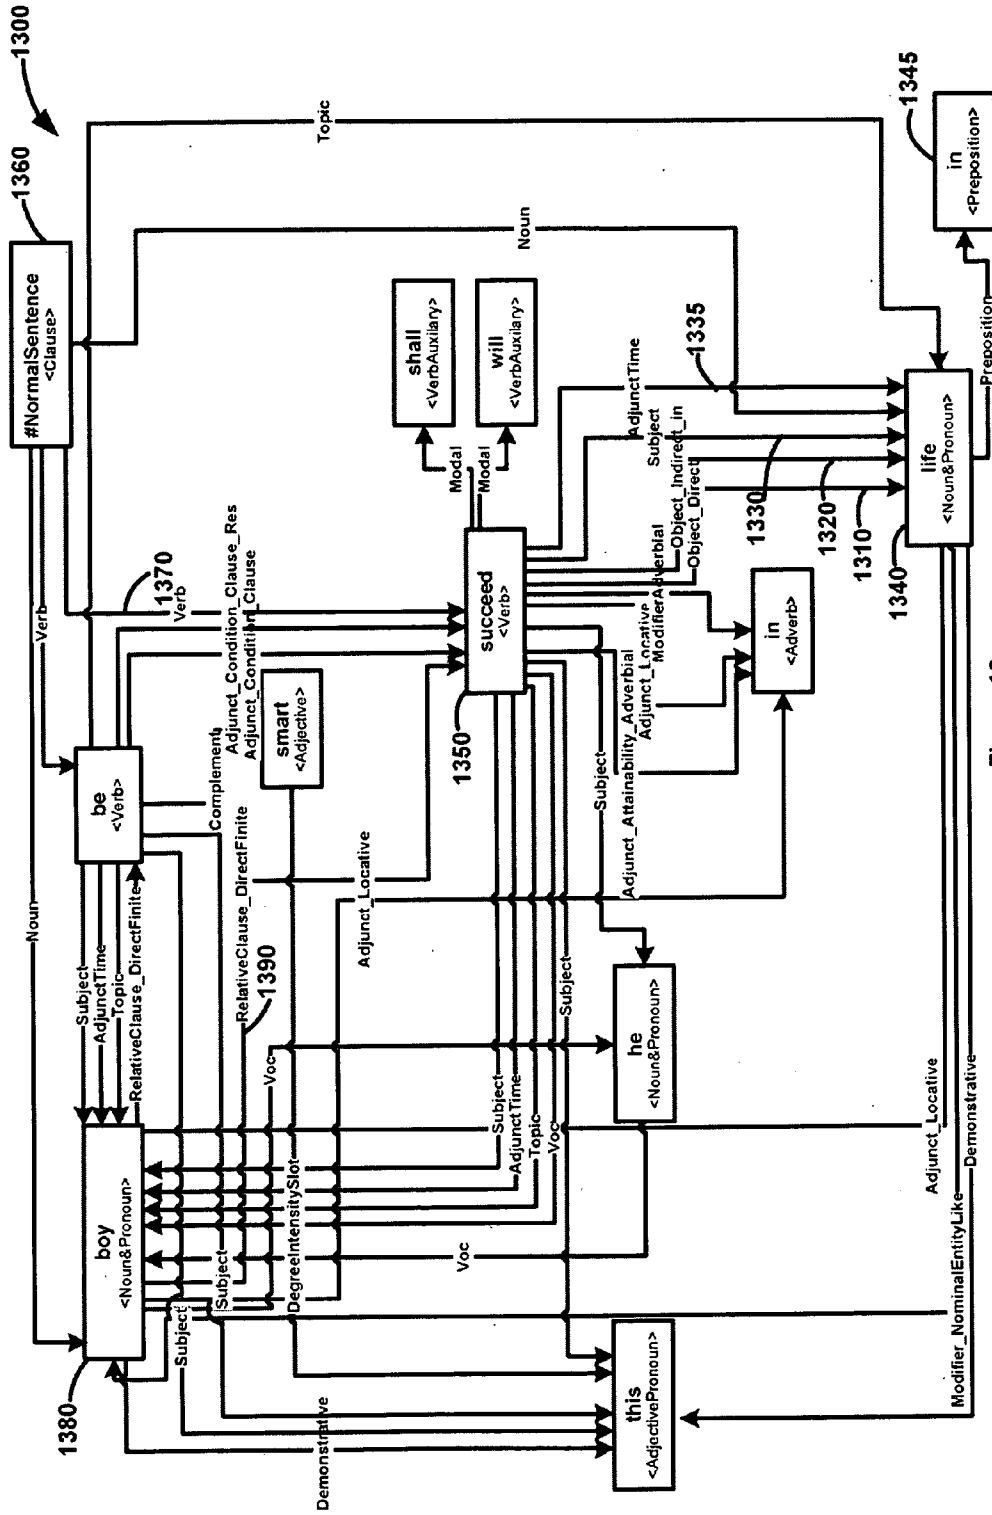 1300
1360
#NormalSentence
<Clause>
Topic
Noun
Verb
Noun
1370
Verb
Adjunct_Condition_Clause_Res
Adjunct_Condition_Clause
be
<Verb>
Complement
smart
<Adjective>
shall
<VerbAuxilary>
will
<VerbAuxilary>
Modal
Modal
succeed
<Verb>
1350
AdjunctTime
Subject
Object_Indirect_in
Object_Direct
ModifierAdverbial
Adjunct_Locative
Adjunct_Attainability_Adverbial
1335
1330
1320
1310
1340
life
<Noun&Pronoun>
1345
in
<Preposition>
Preposition
in
<Adverb>
Subject
AdjunctTime
Topic
RelativeClause_DirectFinite
RelativeClause_DirectFinite
1390
Adjunct_Locative
Subject
Subject
Voc
he
<Noun&Pronoun>
Subject
AdjunctTime
Topic
Voc
boy
<Noun&Pronoun>
1380
Subject
Subject
DegreeIntensitySlot
Voc
Demonstrative
this
<AdjectivePronoun>
Adjunct_Locative
Modifier_NominalEntityLike
Demonstrative